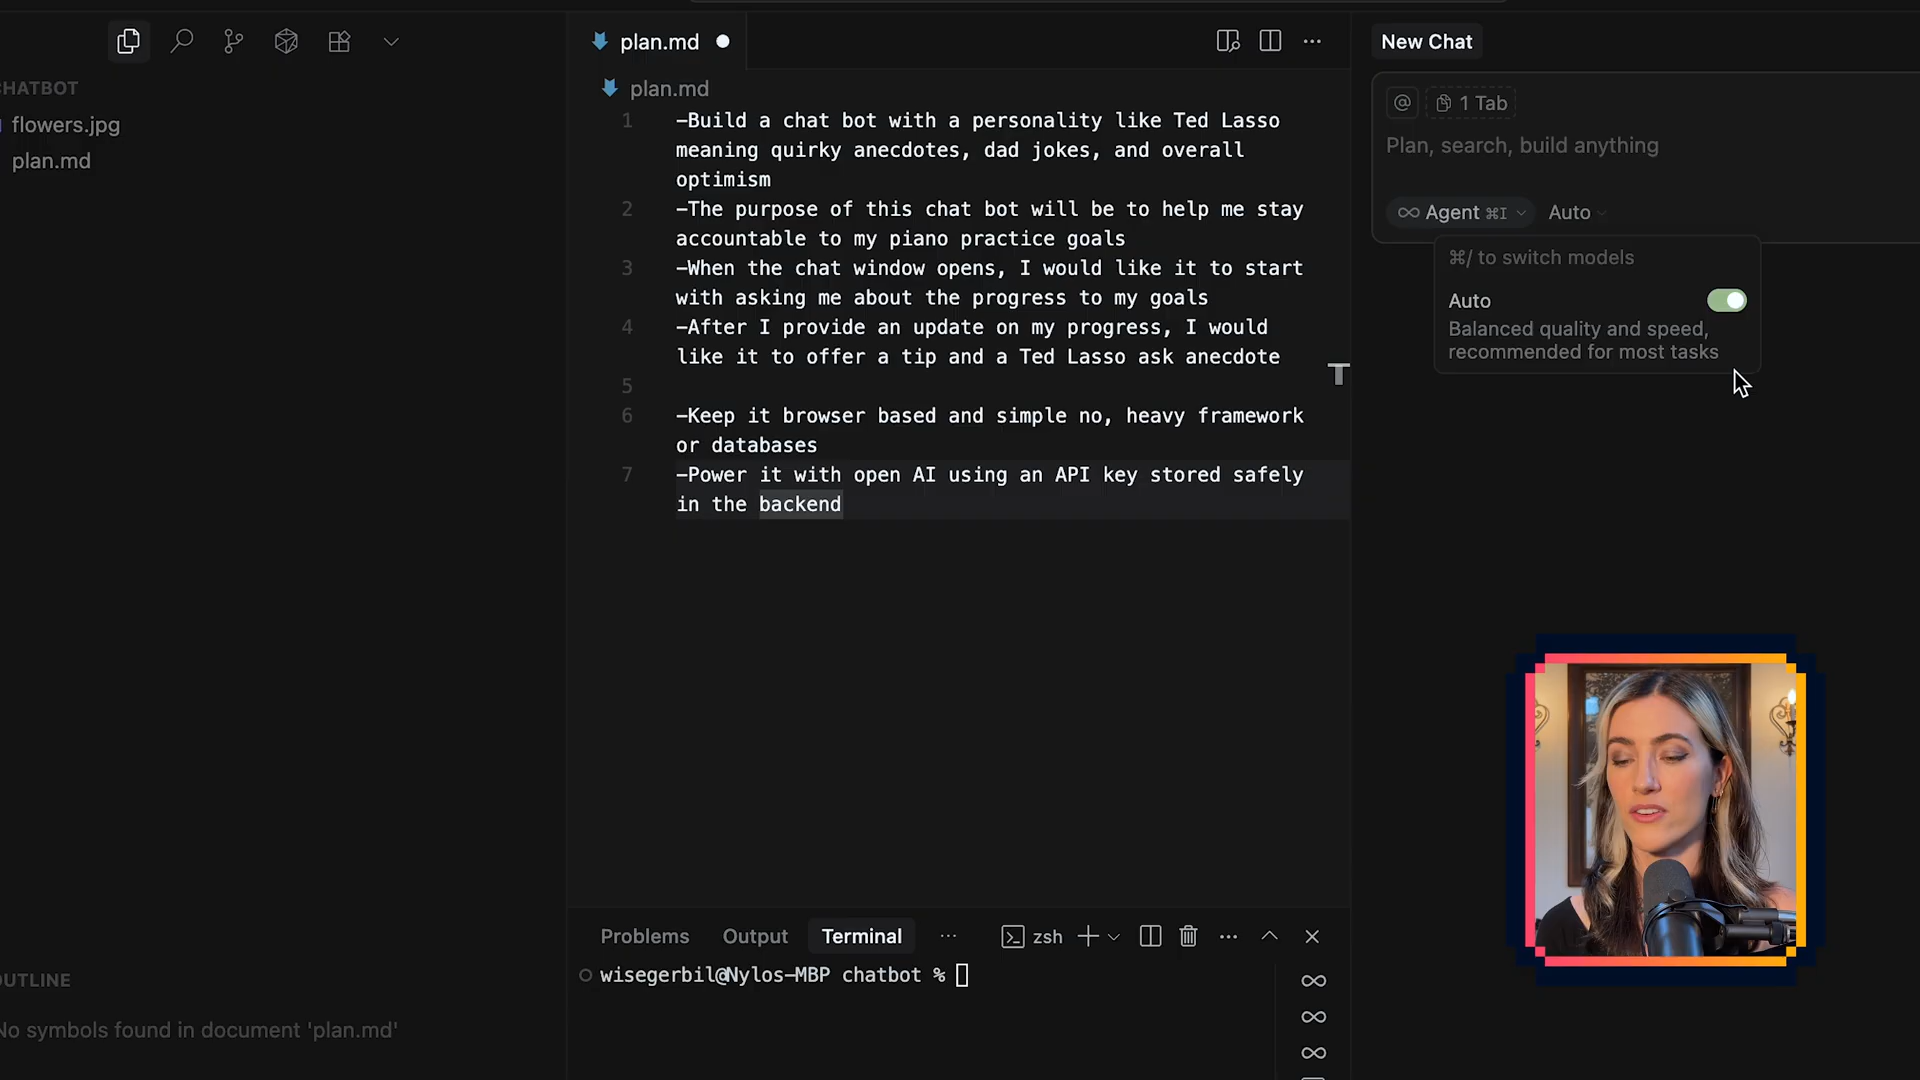 plan.md
New Chat
CHATBOT
flowers.jpg
plan.md
plan.md
1 -Build a chat bot with a personality like Ted Lasso
meaning quirky anecdotes, dad jokes, and overall
optimism
2 -The purpose of this chat bot will be to help me stay
accountable to my piano practice goals
3 -When the chat window opens, I would like it to start
with asking me about the progress to my goals
4 -After I provide an update on my progress, I would
like it to offer a tip and a Ted Lasso ask anecdote
5
6 -Keep it browser based and simple no, heavy framework
or databases
7 -Power it with open AI using an API key stored safely
in the backend
@ 1 Tab
Plan, search, build anything
∞ Agent ⌘I Auto
⌘/ to switch models
Auto
Balanced quality and speed,
recommended for most tasks
Problems Output Terminal ... zsh
wisegerbil@Nylos-MBP chatbot %
OUTLINE
No symbols found in document 'plan.md'